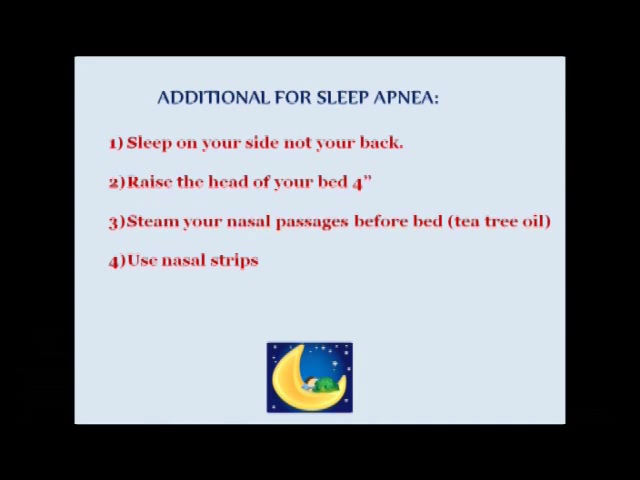 ADDITIONAL FOR SLEEP APNEA:
1) Sleep on your side not your back.
2) Raise the head of your bed 4”
3) Steam your nasal passages before bed (tea tree oil)
4) Use nasal strips